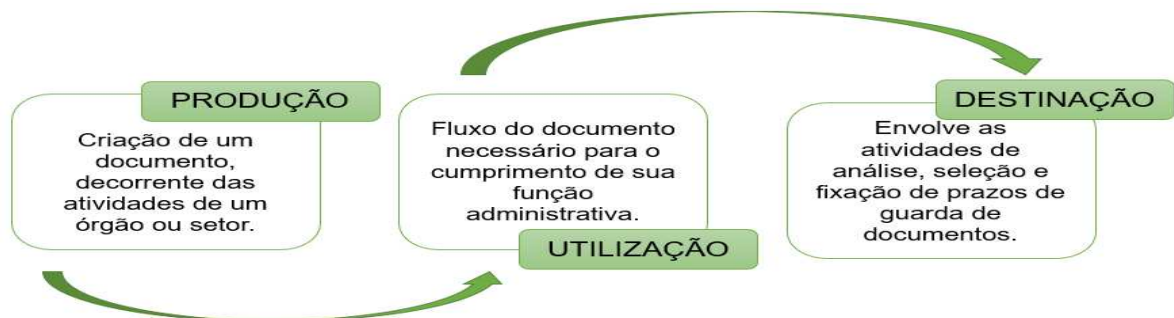 PRODUÇÃO
Criação de um
documento,
decorrente das
atividades de um
órgão ou setor.
Fluxo do documento
necessário para o
cumprimento de sua
função
administrativa.
UTILIZAÇÃO
DESTINAÇÃO
Envolve as
atividades de
análise, seleção e
fixação de prazos de
guarda de
documentos.